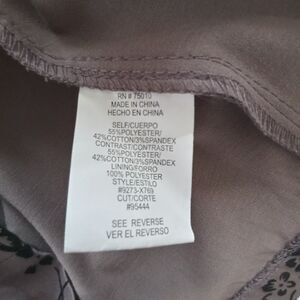 RN # 75010
MADE IN CHINA
HECHO EN CHINA
SELF/CUERPO
55%POLYESTER/
42%COTTON/3%SPANDEX
CONTRAST/CONTRASTE
55%POLYESTER/
42%COTTON/3%SPANDEX
LINING/FORRO
100% POLYESTER
STYLE/ESTILO
#9273-X769
CUT/CORTE
#95444
SEE REVERSE
VER EL REVERSO